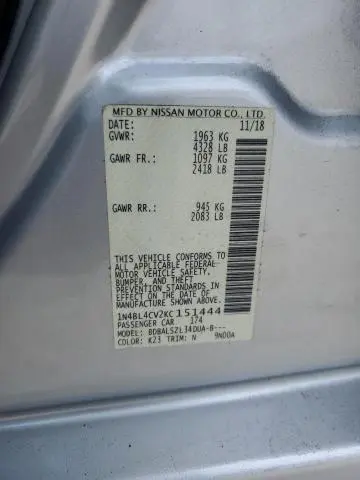 MFD BY NISSAN MOTOR CO., LTD.
DATE: 11/18
GVWR: 1963 KG
4328 LB
GAWR FR.: 1097 KG
2418 LB
GAWR RR.: 945 KG
2083 LB
THIS VEHICLE CONFORMS TO
ALL APPLICABLE FEDERAL
MOTOR VEHICLE SAFETY,
BUMPER, AND THEFT
PREVENTION STANDARDS IN
EFFECT ON THE DATE OF
MANUFACTURE SHOWN ABOVE.
1N4BL4CV2KC151444
PASSENGER CAR 174
MODEL: BDBALSZL34DUA-B---
COLOR: K23 TRIM: N 9N00A